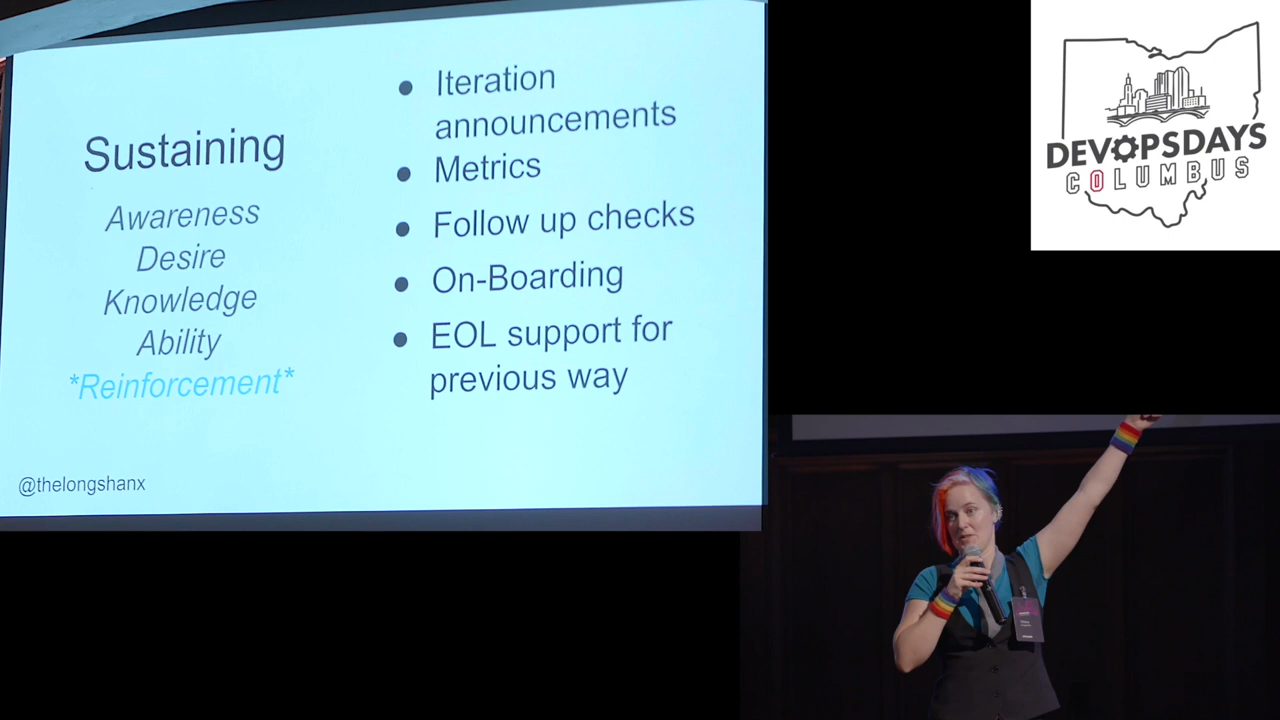 Sustaining
Awareness
Desire
Knowledge
Ability
*Reinforcement*
@thelongshanx
● Iteration
announcements
● Metrics
● Follow up checks
● On-Boarding
● EOL support for
previous way
DEVOPSDAYS
COLUMBUS